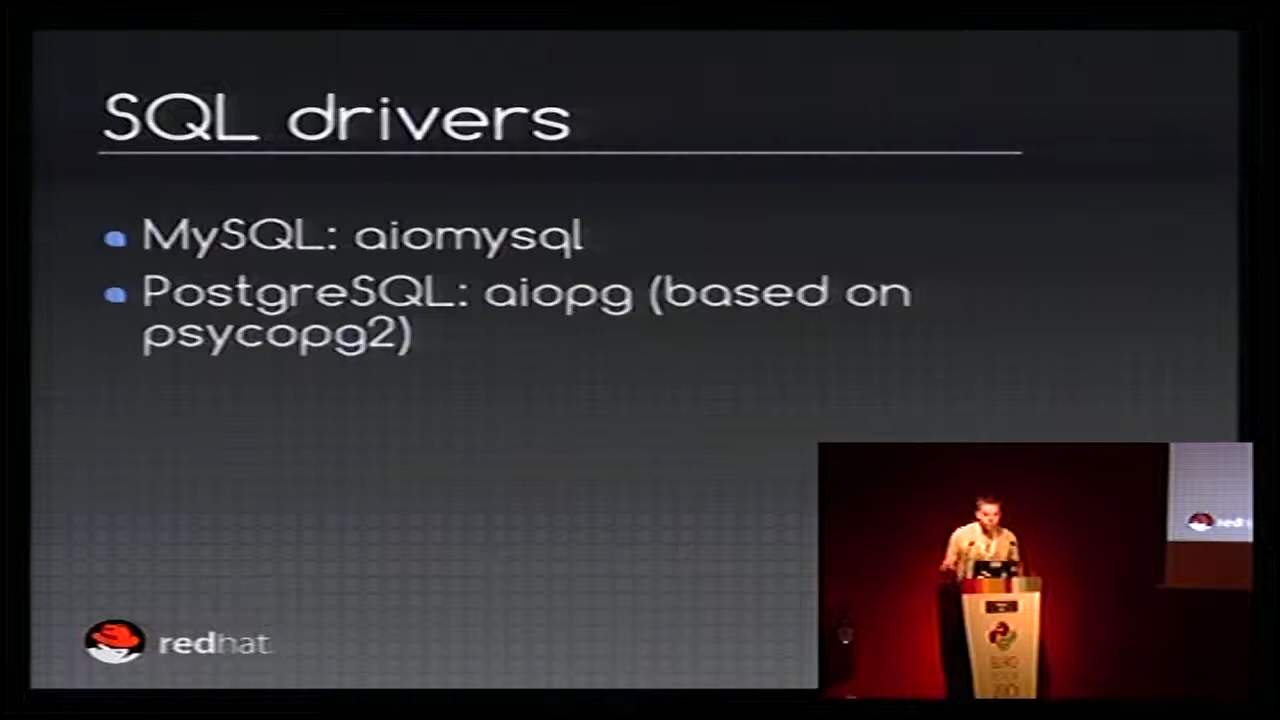 SQL drivers
MySQL: aiomysql
PostgreSQL: aiopg (based on
psycopg2)
redhat